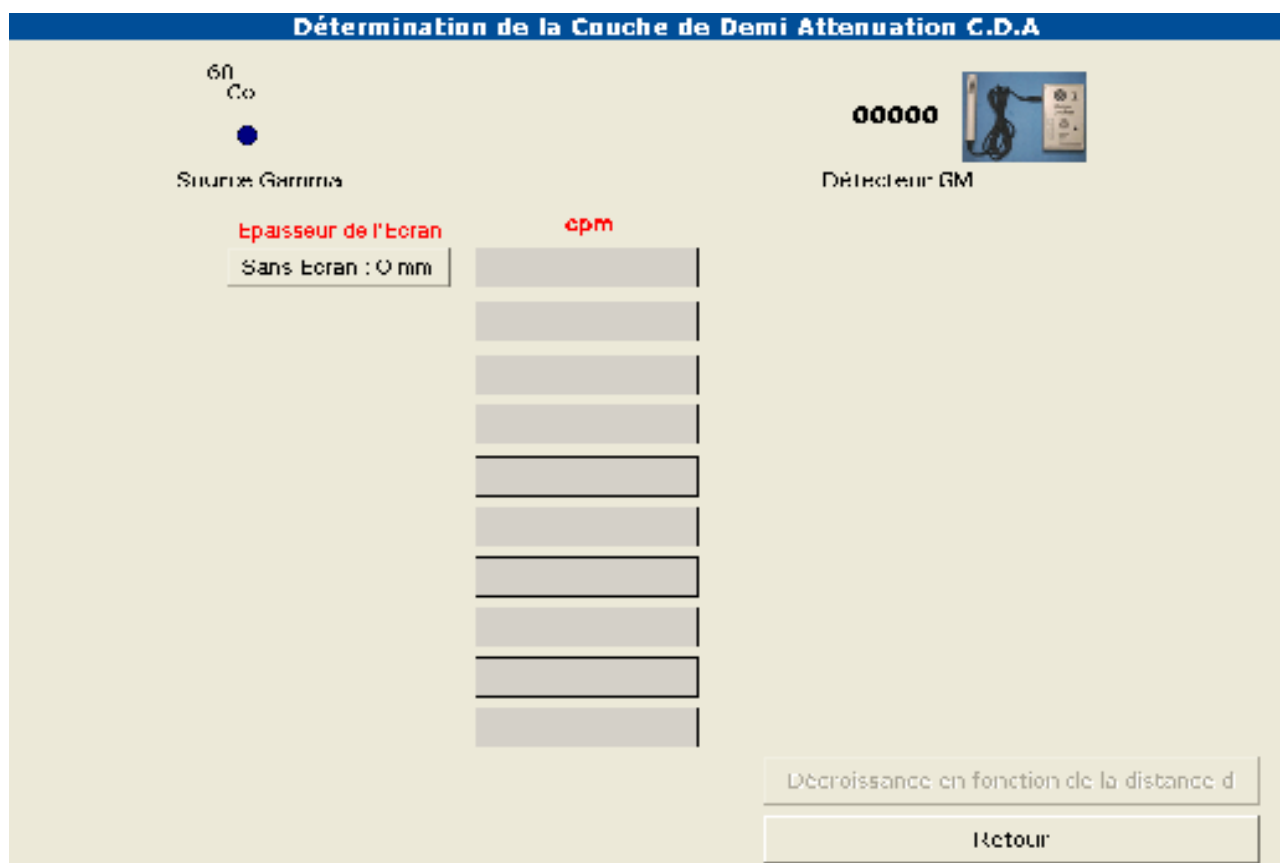 Détermination de la Couche de Demi Attenuation C.D.A
60
Co
00000
Source Gamma
Détecteur GM
Epaisseur de l'Ecran
cpm
Sans Ecran : 0 mm
Décroissance en fonction de la distance d
Retour